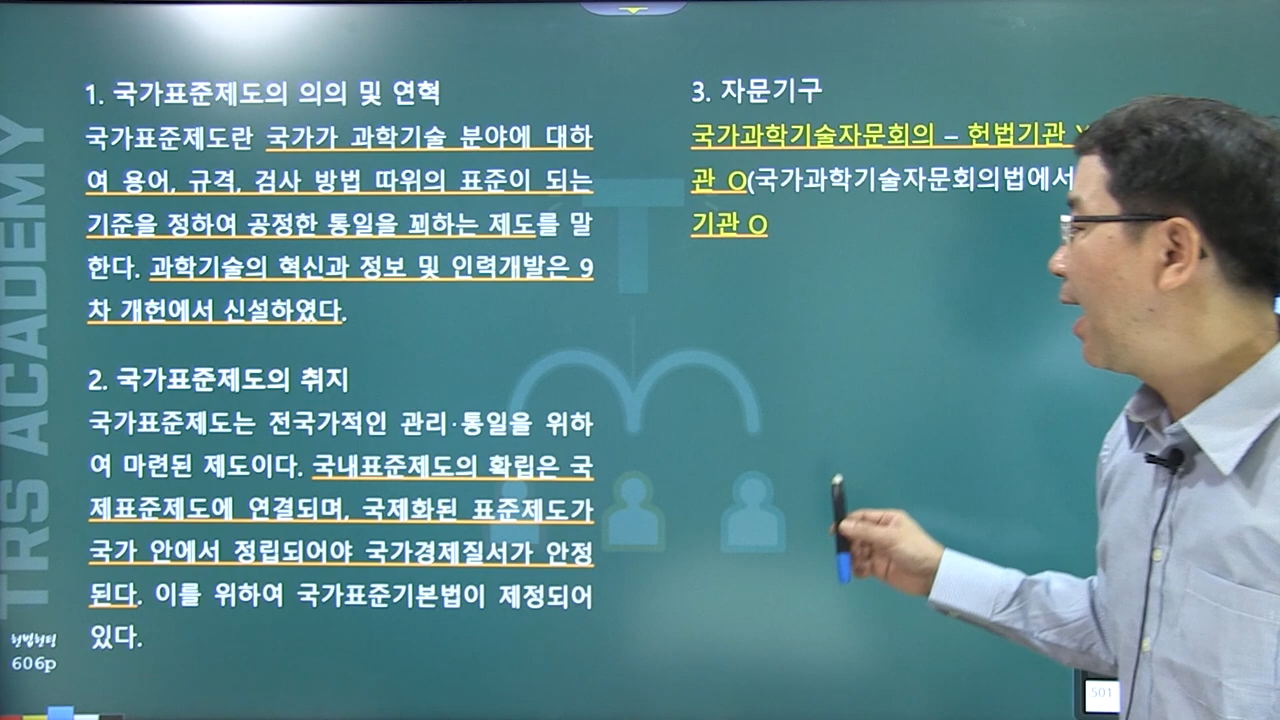 1. 국가표준제도의 의의 및 연혁
국가표준제도란 국가가 과학기술 분야에 대하
여 용어, 규격, 검사 방법 따위의 표준이 되는
기준을 정하여 공정한 통일을 꾀하는 제도를 말
한다. 과학기술의 혁신과 정보 및 인력개발은 9
차 개헌에서 신설하였다.
2. 국가표준제도의 취지
국가표준제도는 전국가적인 관리·통일을 위하
여 마련된 제도이다. 국내표준제도의 확립은 국
제표준제도에 연결되며, 국제화된 표준제도가
국가 안에서 정립되어야 국가경제질서가 안정
된다. 이를 위하여 국가표준기본법이 제정되어
있다.
3. 자문기구
국가과학기술자문회의 – 헌법기관
관 O(국가과학기술자문회의법에서
기관 O
TRS ACADEMY
606p
501